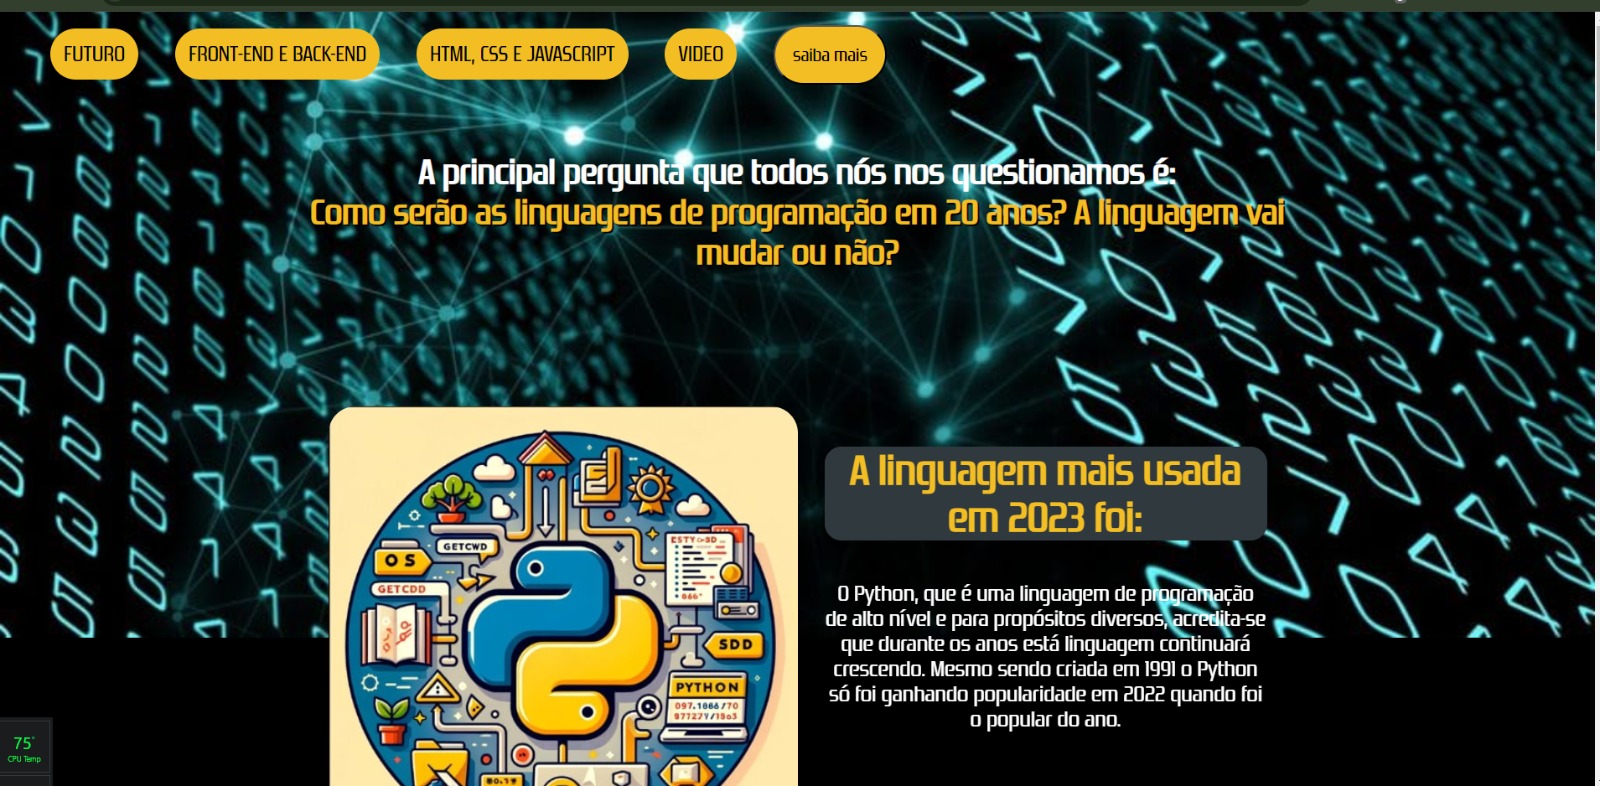 FUTURO
FRONT-END E BACK-END
HTML, CSS E JAVASCRIPT
VIDEO
saiba mais
A principal pergunta que todos nós nos questionamos é:
Como serão as linguagens de programação em 20 anos? A linguagem vai
mudar ou não?
A linguagem mais usada
em 2023 foi:
O Python, que é uma linguagem de programação
de alto nível e para propósitos diversos, acredita-se
que durante os anos está linguagem continuará
crescendo. Mesmo sendo criada em 1991 o Python
só foi ganhando popularidade em 2022 quando foi
o popular do ano.
OS
GETCWD
GETCDD
SDD
PYTHON
75°
CPU Temp